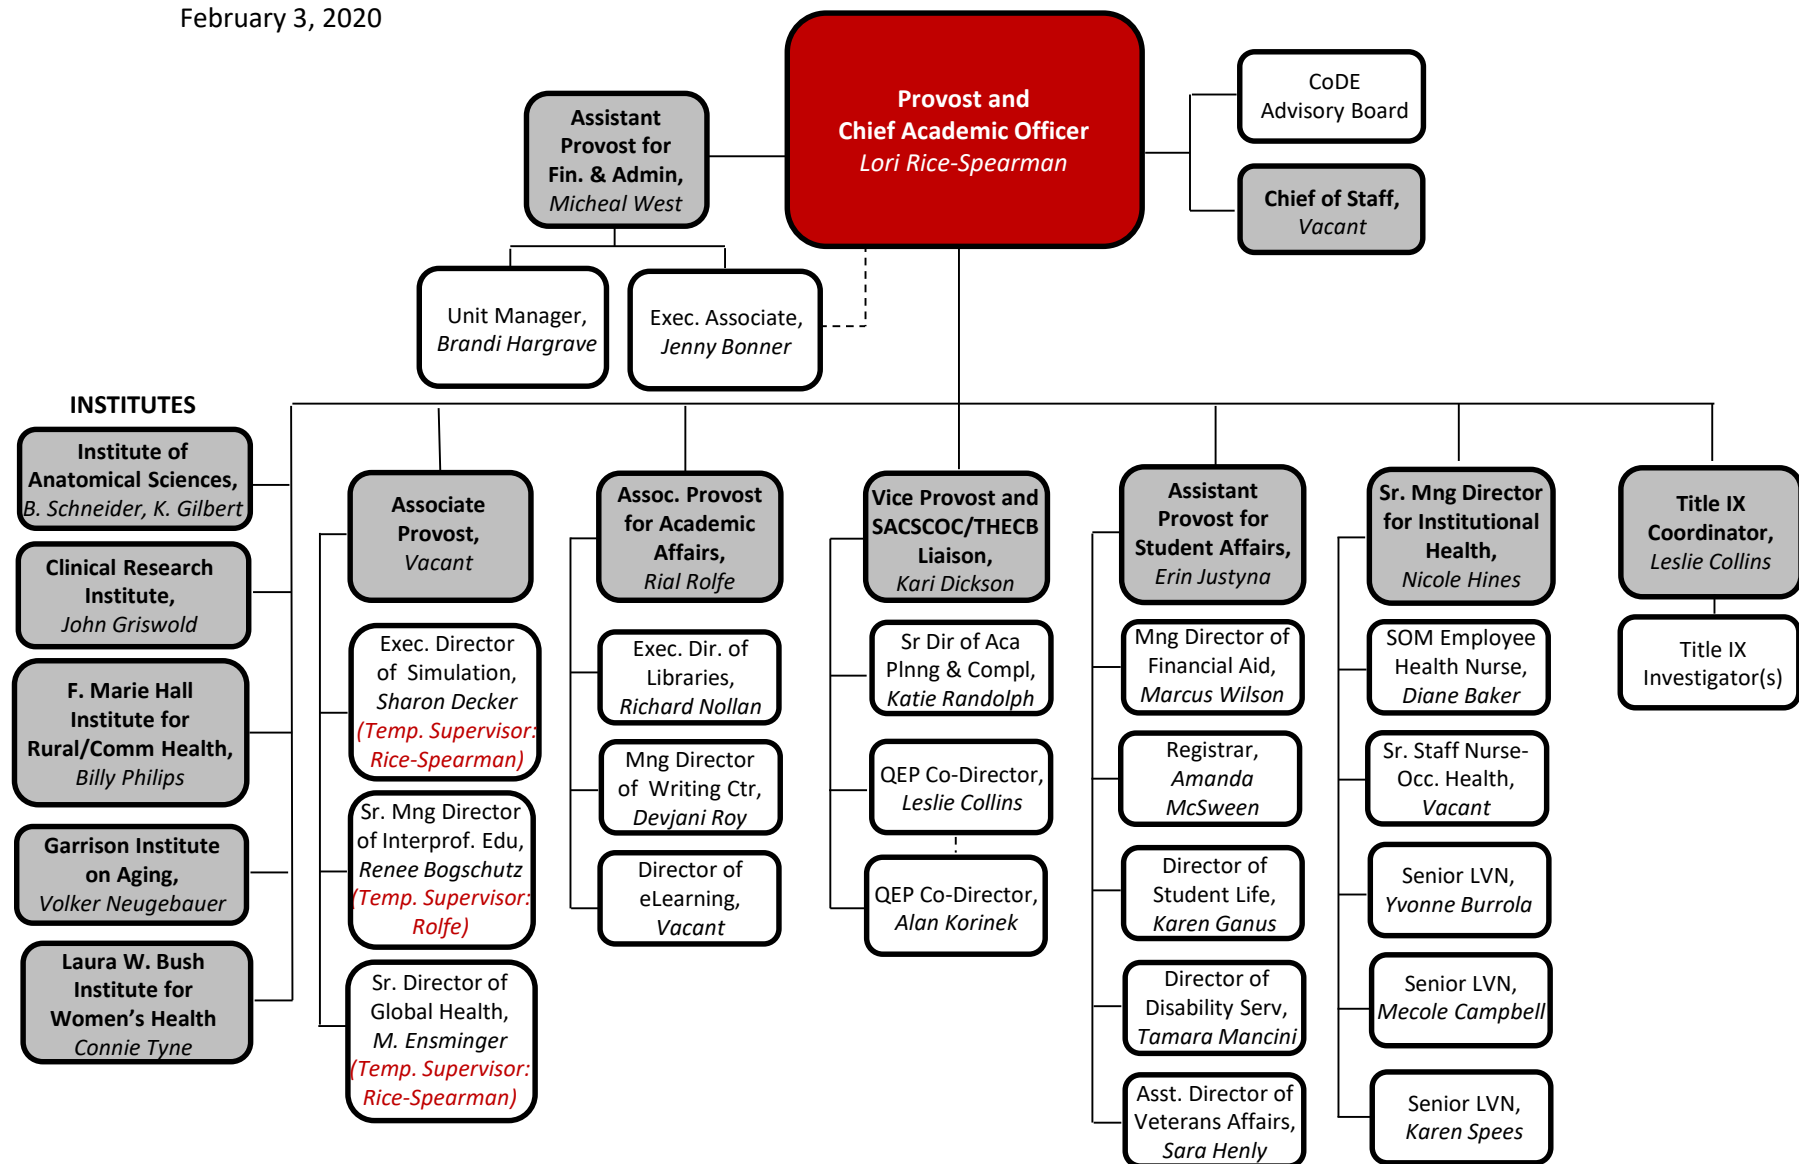 February 3, 2020
Provost and
Chief Academic Officer
Lori Rice-Spearman
CoDE
Advisory Board
Chief of Staff,
Vacant
Assistant
Provost for
Fin. & Admin,
Micheal West
Unit Manager,
Brandi Hargrave
Exec. Associate,
Jenny Bonner
INSTITUTES
Institute of
Anatomical Sciences,
B. Schneider, K. Gilbert
Clinical Research
Institute,
John Griswold
F. Marie Hall
Institute for
Rural/Comm Health,
Billy Philips
Garrison Institute
on Aging,
Volker Neugebauer
Laura W. Bush
Institute for
Women’s Health
Connie Tyne
Associate
Provost,
Vacant
Exec. Director
of Simulation,
Sharon Decker
(Temp. Supervisor:
Rice-Spearman)
Sr. Mng Director
of Interprof. Edu,
Renee Bogschutz
(Temp. Supervisor:
Rolfe)
Sr. Director of
Global Health,
M. Ensminger
(Temp. Supervisor:
Rice-Spearman)
Assoc. Provost
for Academic
Affairs,
Rial Rolfe
Exec. Dir. of
Libraries,
Richard Nollan
Mng Director
of Writing Ctr,
Devjani Roy
Director of
eLearning,
Vacant
Vice Provost and
SACSCOC/THECB
Liaison,
Kari Dickson
Sr Dir of Aca
Plnng & Compl,
Katie Randolph
QEP Co-Director,
Leslie Collins
QEP Co-Director,
Alan Korinek
Assistant
Provost for
Student Affairs,
Erin Justyna
Mng Director of
Financial Aid,
Marcus Wilson
Registrar,
Amanda
McSween
Director of
Student Life,
Karen Ganus
Director of
Disability Serv,
Tamara Mancini
Asst. Director of
Veterans Affairs,
Sara Henly
Sr. Mng Director
for Institutional
Health,
Nicole Hines
SOM Employee
Health Nurse,
Diane Baker
Sr. Staff Nurse-
Occ. Health,
Vacant
Senior LVN,
Yvonne Burrola
Senior LVN,
Mecole Campbell
Senior LVN,
Karen Spees
Title IX
Coordinator,
Leslie Collins
Title IX
Investigator(s)